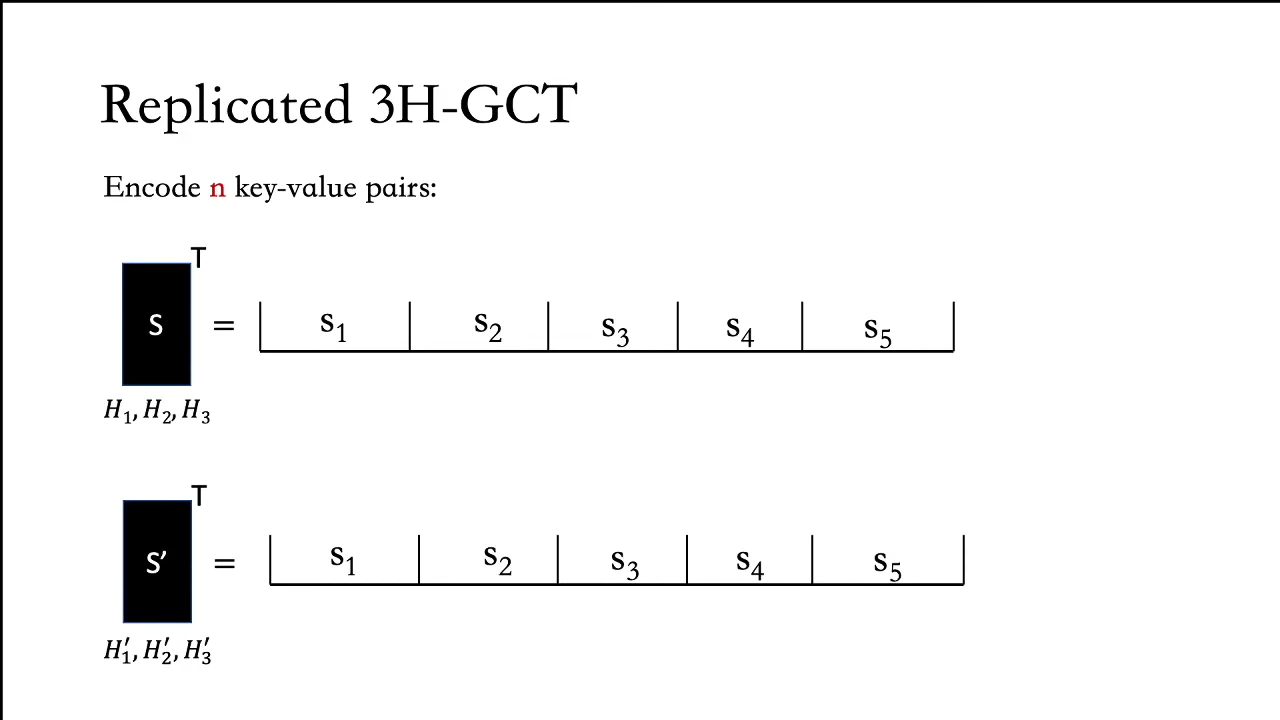 Replicated 3H-GCT
Encode n key-value pairs:
S T = s₁ s₂ s₃ s₄ s₅
H₁, H₂, H₃
S′ T = s₁ s₂ s₃ s₄ s₅
H′₁, H′₂, H′₃